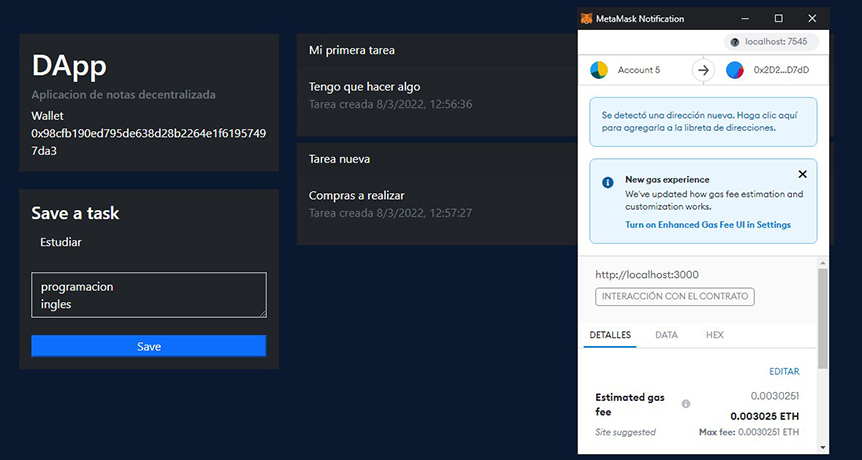 DApp
Aplicacion de notas decentralizada
Wallet
0x98cfb190ed795de638d28b2264e1f6195749
7da3
Save a task
Estudiar
programacion
ingles
Save
Mi primera tarea
Tengo que hacer algo
Tarea creada 8/3/2022, 12:56:36
Tarea nueva
Compras a realizar
Tarea creada 8/3/2022, 12:57:27
MetaMask Notification
localhost: 7545
Account 5
0x2D2...D7dD
Se detectó una dirección nueva. Haga clic aquí
para agregarla a la libreta de direcciones.
New gas experience
We've updated how gas fee estimation and
customization works.
Turn on Enhanced Gas Fee UI in Settings
http://localhost:3000
INTERACCIÓN CON EL CONTRATO
DETALLES DATA HEX
EDITAR
Estimated gas
fee
0.0030251
0.003025 ETH
Site suggested
Max fee: 0.0030251 ETH